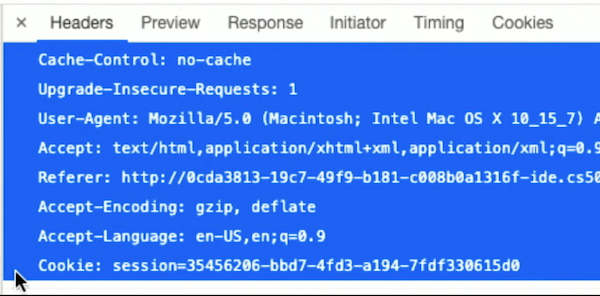 × Headers Preview Response Initiator Timing Cookies
Cache-Control: no-cache
Upgrade-Insecure-Requests: 1
User-Agent: Mozilla/5.0 (Macintosh; Intel Mac OS X 10_15_7) A
Accept: text/html,application/xhtml+xml,application/xml;q=0.9
Referer: http://0cda3813-19c7-49f9-b181-c008b0a1316f-ide.cs50
Accept-Encoding: gzip, deflate
Accept-Language: en-US,en;q=0.9
Cookie: session=35456206-bbd7-4fd3-a194-7fdf330615d0